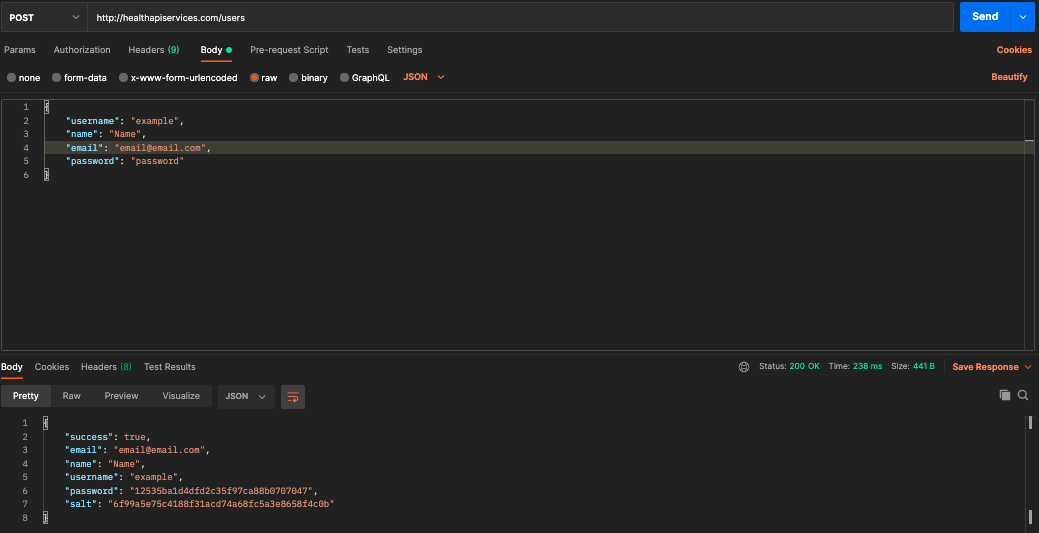 POST http://healthapiservices.com/users Send
Params Authorization Headers (9) Body Pre-request Script Tests Settings Cookies
none form-data x-www-form-urlencoded raw binary GraphQL JSON Beautify
1 {
2 "username": "example",
3 "name": "Name",
4 "email": "email@email.com",
5 "password": "password"
6 }
Body Cookies Headers (8) Test Results Status: 200 OK Time: 238 ms Size: 441 B Save Response
Pretty Raw Preview Visualize JSON
1 {
2 "success": true,
3 "email": "email@email.com",
4 "name": "Name",
5 "username": "example",
6 "password": "12535ba1d4dfd2c35f97ca88b0707047",
7 "salt": "6f99a5e75c4188f31acd74a68fc5a3e8658f4c0b"
8 }